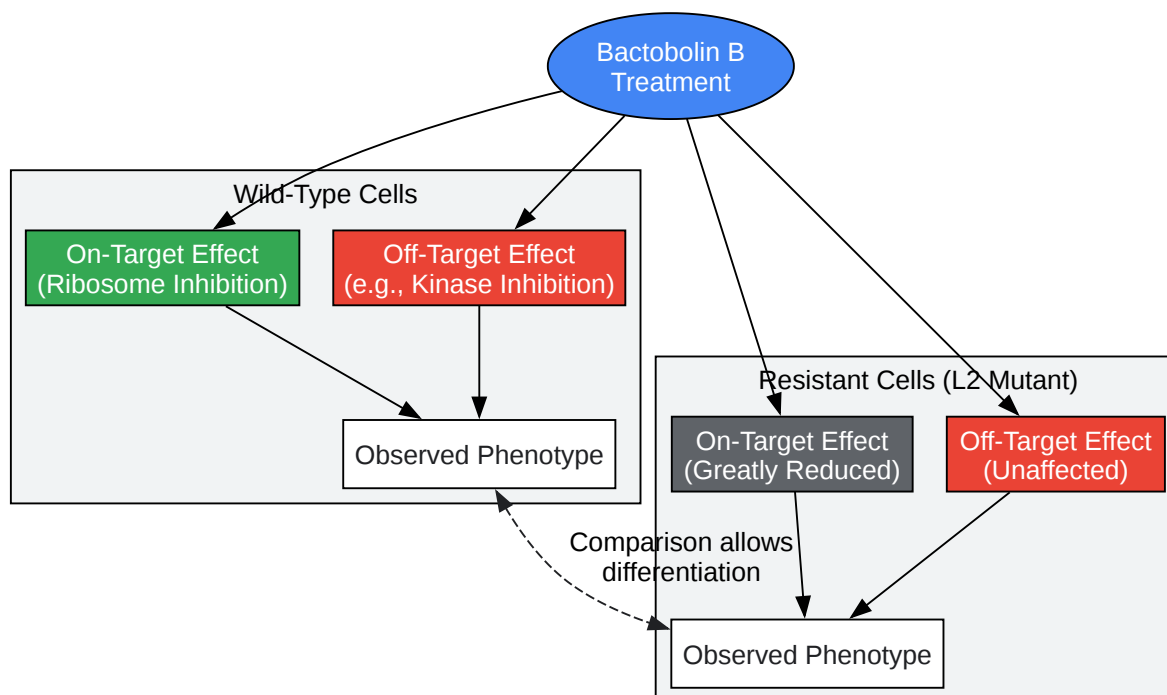 Bactobolin B
Treatment
Wild-Type Cells
On-Target Effect
(Ribosome Inhibition)
Off-Target Effect
(e.g., Kinase Inhibition)
Observed Phenotype
Resistant Cells (L2 Mutant)
On-Target Effect
(Greatly Reduced)
Off-Target Effect
(Unaffected)
Comparison allows
differentiation
Observed Phenotype